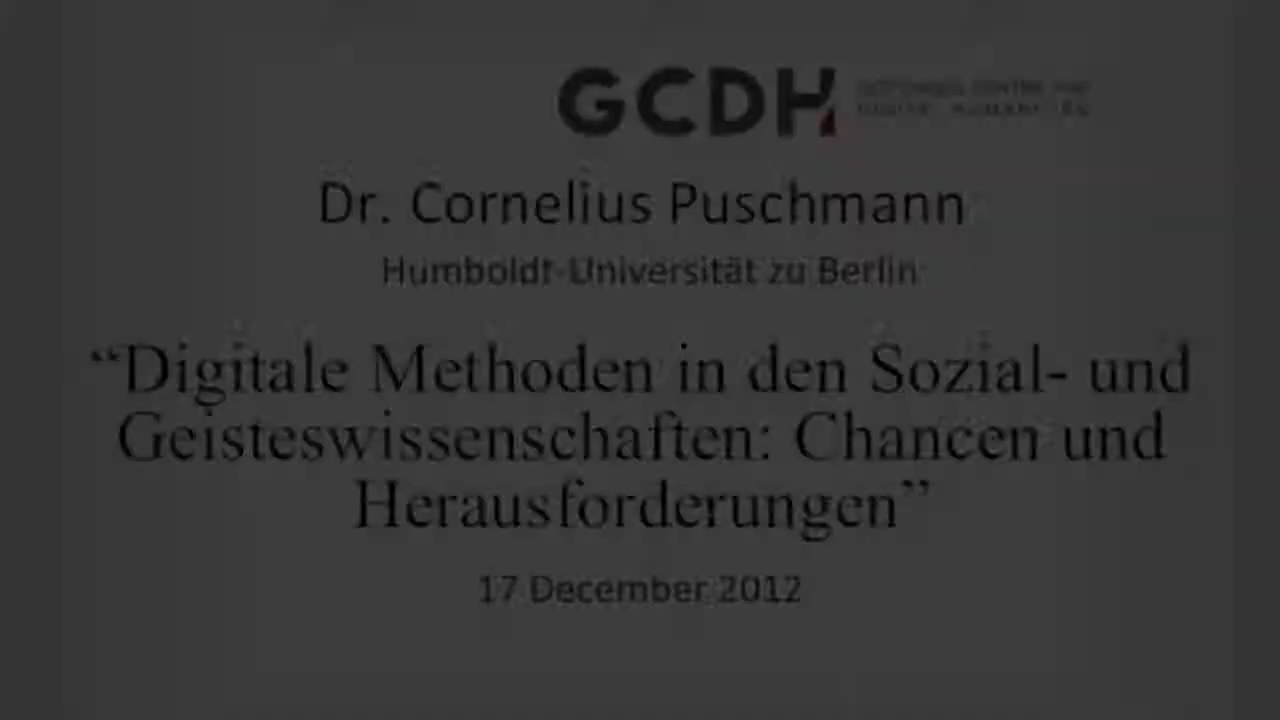 GCDH
Dr. Cornelius Puschmann
Humboldt-Universität zu Berlin
“Digitale Methoden in den Sozial- und
Geisteswissenschaften: Chancen und
Herausforderungen”
17 December 2012